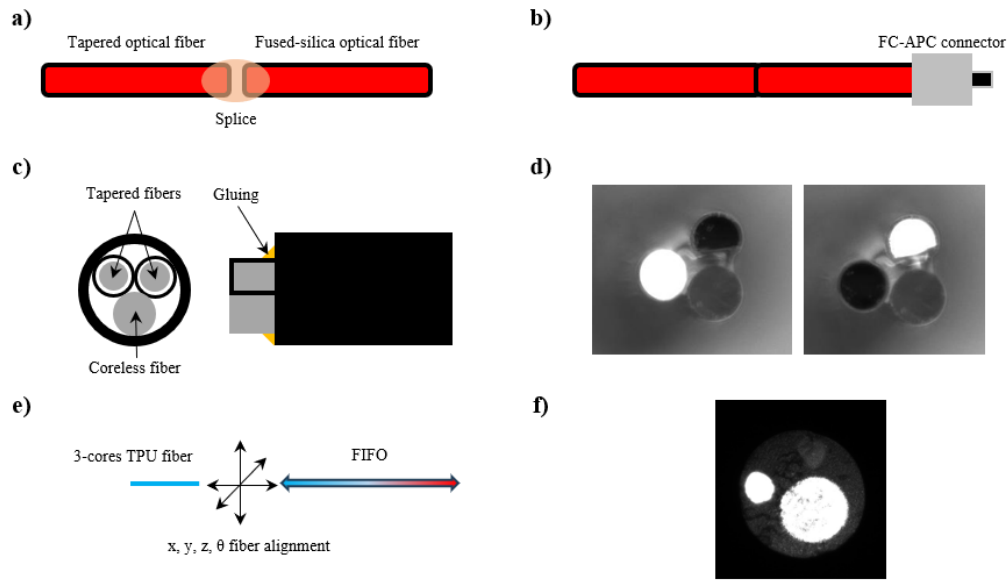 a)
Tapered optical fiber
Fused-silica optical fiber
Splice
b)
FC-APC connector
c)
Tapered fibers
Gluing
Coreless fiber
d)
e)
3-cores TPU fiber
FIFO
x, y, z, θ fiber alignment
f)